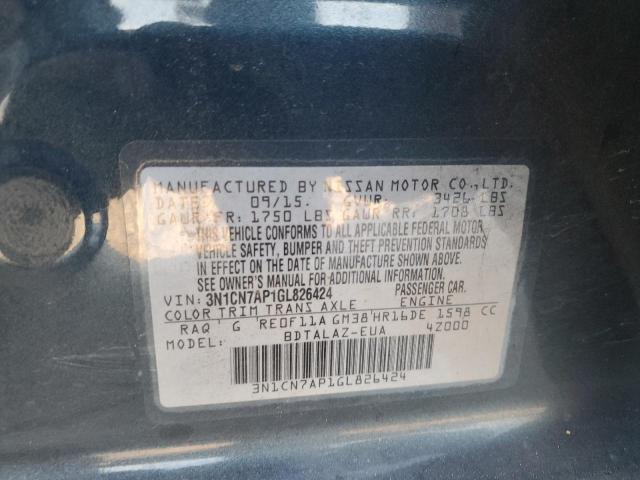 MANUFACTURED BY NISSAN MOTOR CO.,LTD.
DATE: 09/15. GVWR: 3426 LBS
GAWR FR: 1750 LBS GAWR RR: 1708 LBS
THIS VEHICLE CONFORMS TO ALL APPLICABLE FEDERAL MOTOR
VEHICLE SAFETY, BUMPER AND THEFT PREVENTION STANDARDS
IN EFFECT ON THE DATE OF MANUFACTURE SHOWN ABOVE.
SEE OWNER'S MANUAL FOR ADDITIONAL INFORMATION.
VIN: 3N1CN7AP1GL826424 PASSENGER CAR
COLOR TRIM TRANS AXLE ENGINE
RAQ G RE0F11A GM38 HR16DE 1598 CC
MODEL: BDTALAZ-EUA 4Z000
3N1CN7AP1GL826424